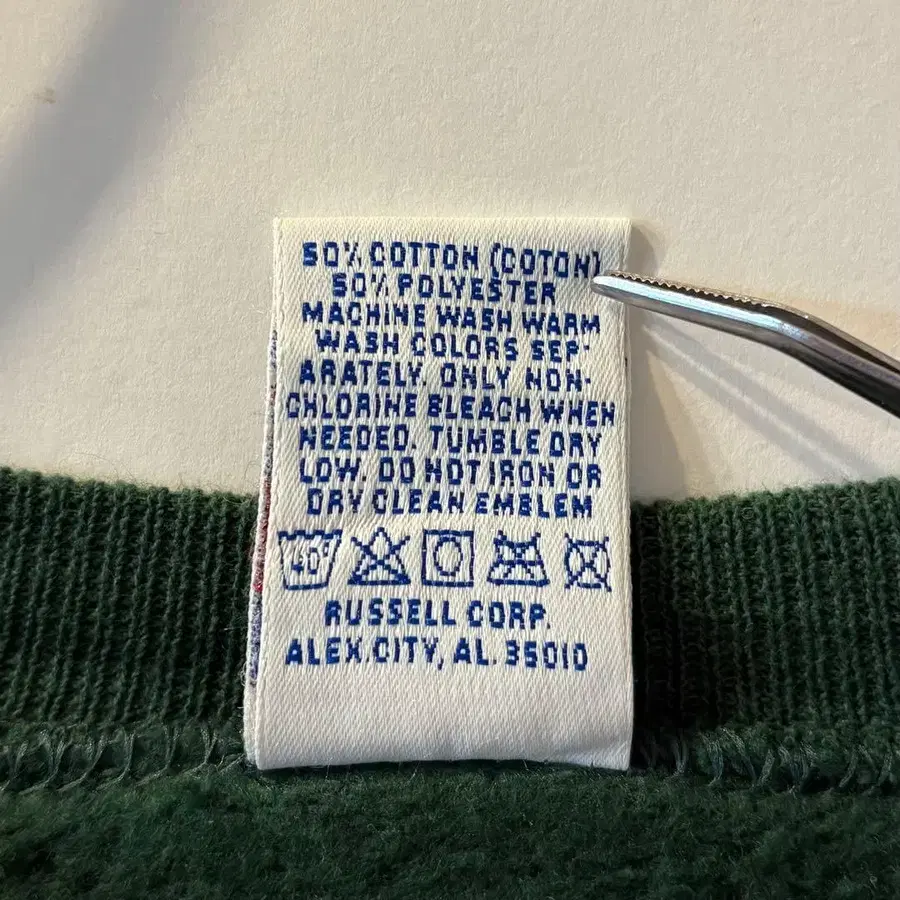 50% COTTON (COTON)
50% POLYESTER
MACHINE WASH WARM
WASH COLORS SEP-
ARATELY. ONLY NON-
CHLORINE BLEACH WHEN
NEEDED. TUMBLE DRY
LOW. DO NOT IRON OR
DRY CLEAN EMBLEM
40°
RUSSELL CORP.
ALEX.CITY, AL. 35010